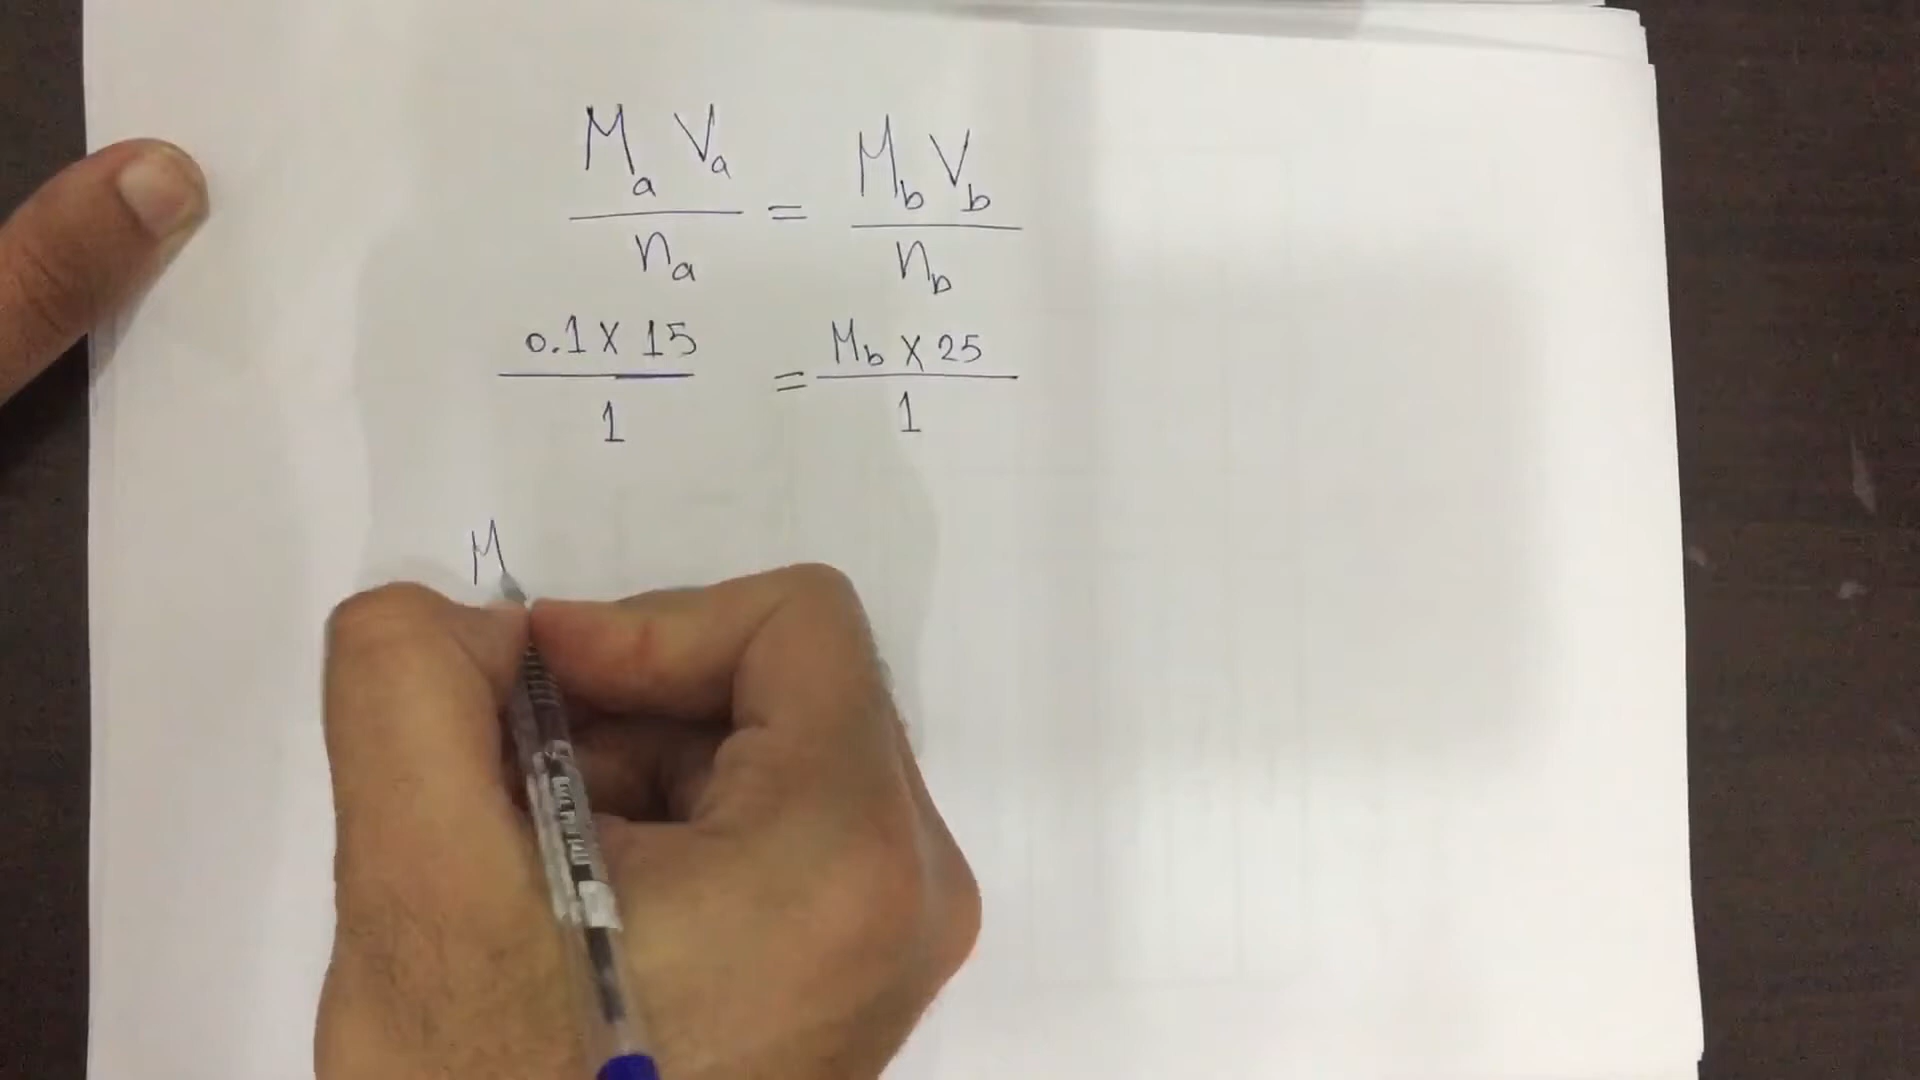 Ma Va / na = Mb Vb / nb
0.1 X 15 / 1 = Mb X 25 / 1
M